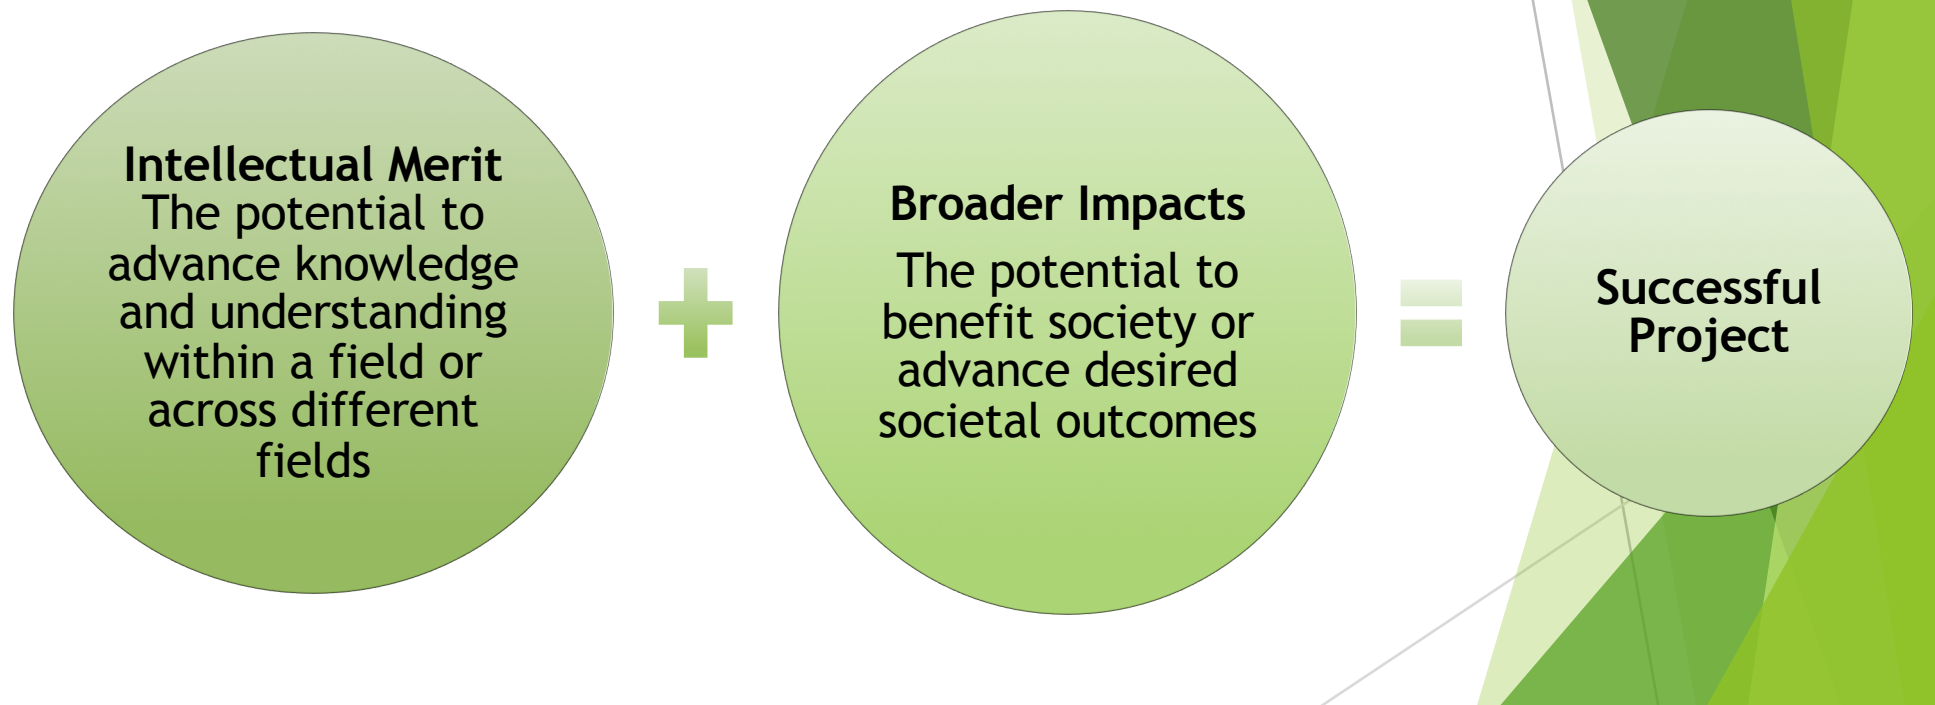 Intellectual Merit
The potential to
advance knowledge
and understanding
within a field or
across different
fields
Broader Impacts
The potential to
benefit society or
advance desired
societal outcomes
Successful
Project